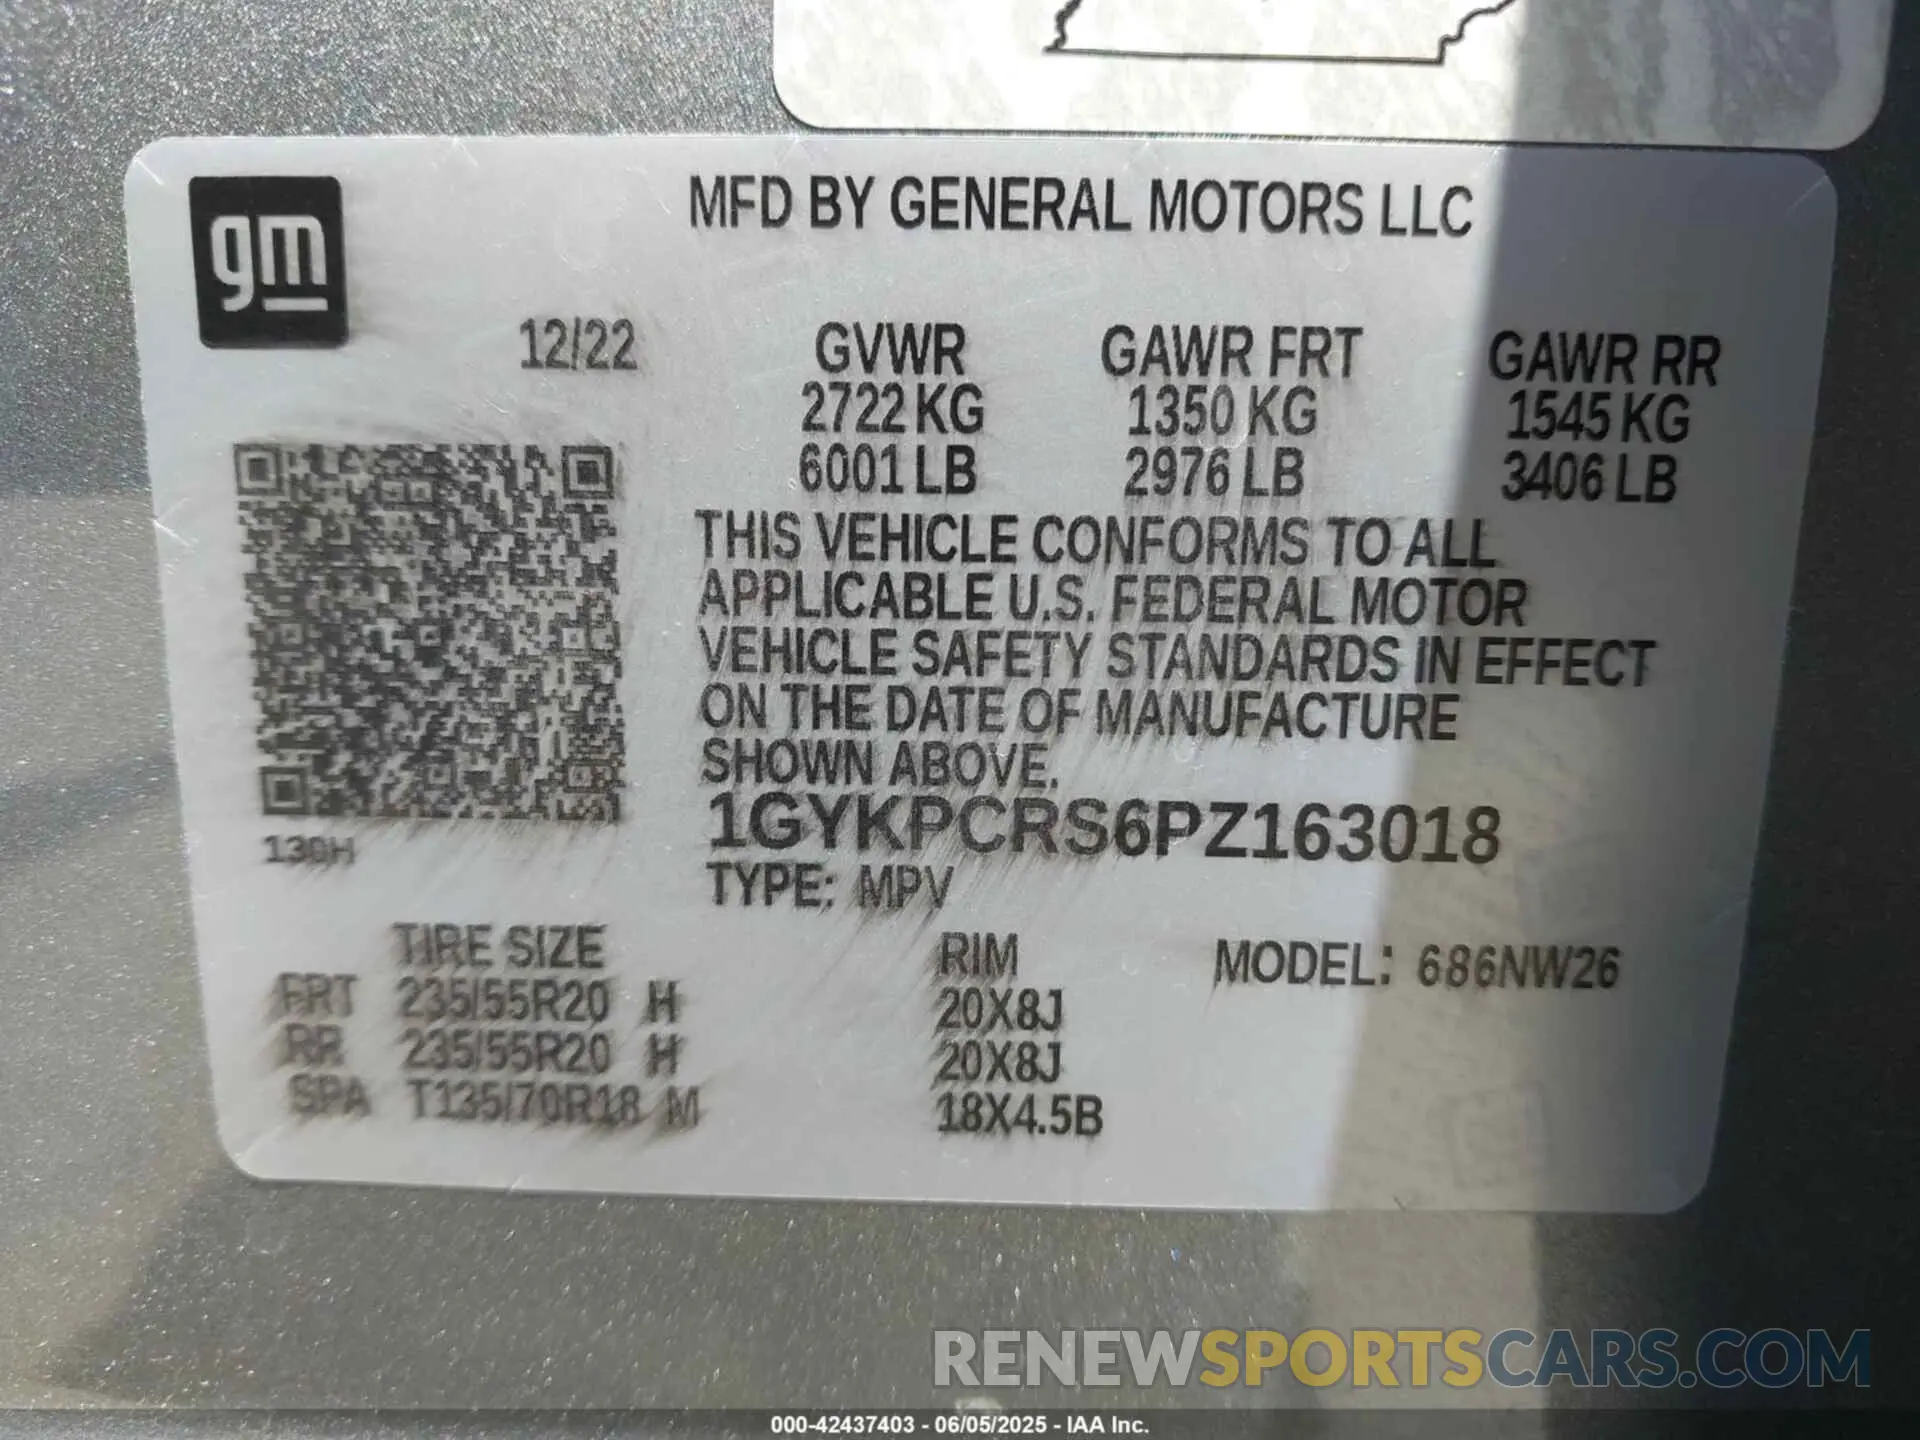 gm
MFD BY GENERAL MOTORS LLC
12/22
GVWR GAWR FRT GAWR RR
2722 KG 1350 KG 1545 KG
6001 LB 2976 LB 3406 LB
THIS VEHICLE CONFORMS TO ALL
APPLICABLE U.S. FEDERAL MOTOR
VEHICLE SAFETY STANDARDS IN EFFECT
ON THE DATE OF MANUFACTURE
SHOWN ABOVE.
1GYKPCRS6PZ163018
TYPE: MPV
TIRE SIZE RIM MODEL: 686NW26
FRT 235/55R20 H 20X8J
RR 235/55R20 H 20X8J
SPA T135/70R18 M 18X4.5B
RENEWSPORTSCARS.COM
000-42437403 - 06/05/2025 - IAA Inc.